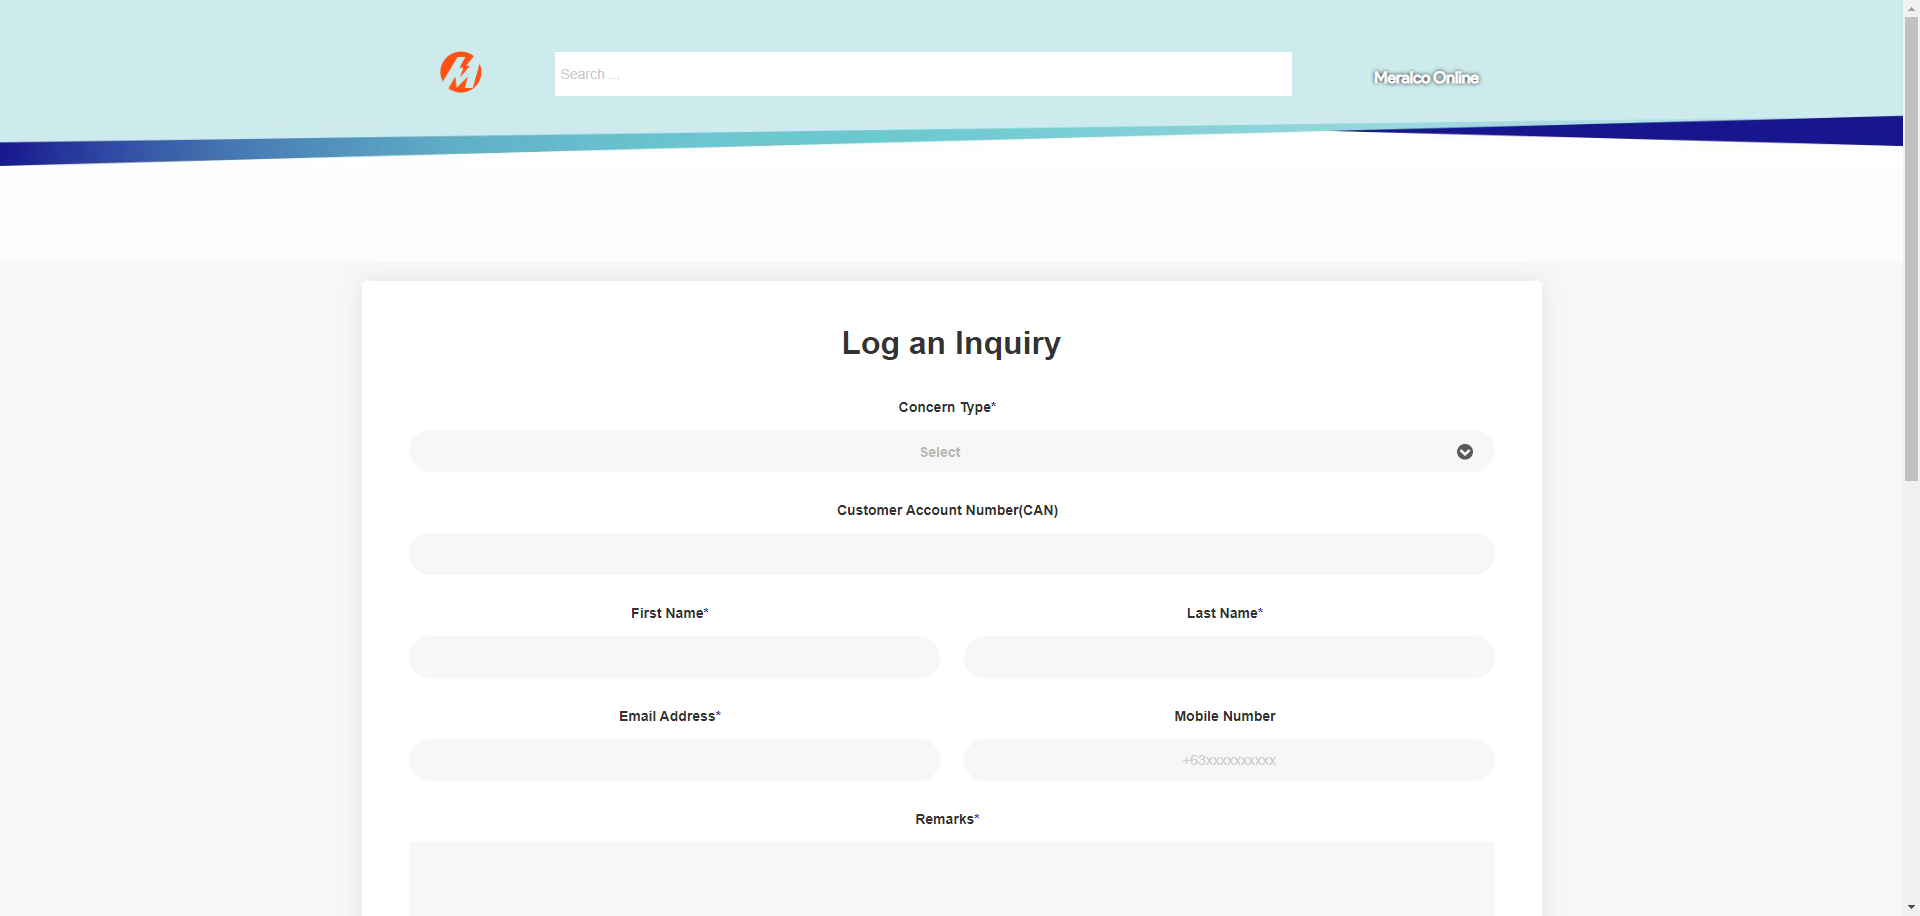 Search ...
Meralco Online
Log an Inquiry
Concern Type*
Select
Customer Account Number(CAN)
First Name*
Last Name*
Email Address*
Mobile Number
+63xxxxxxxxxx
Remarks*